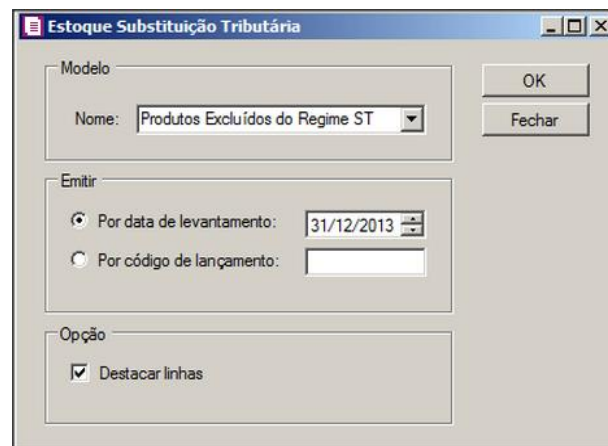 Estoque Substituição Tributária
Modelo
Nome: Produtos Excluídos do Regime ST
OK
Fechar
Emitir
Por data de levantamento: 31/12/2013
Por código de lançamento:
Opção
Destacar linhas